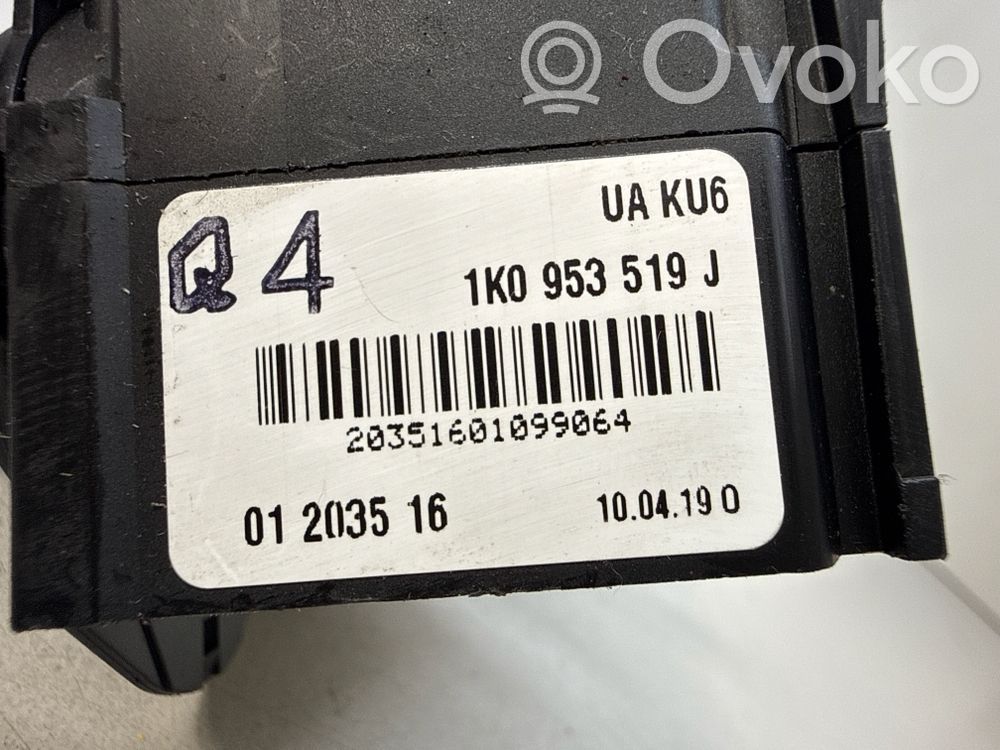 Ovoko
UA KU6
Q4
1K0 953 519 J
20351601099064
01 2035 16
10.04.19 0